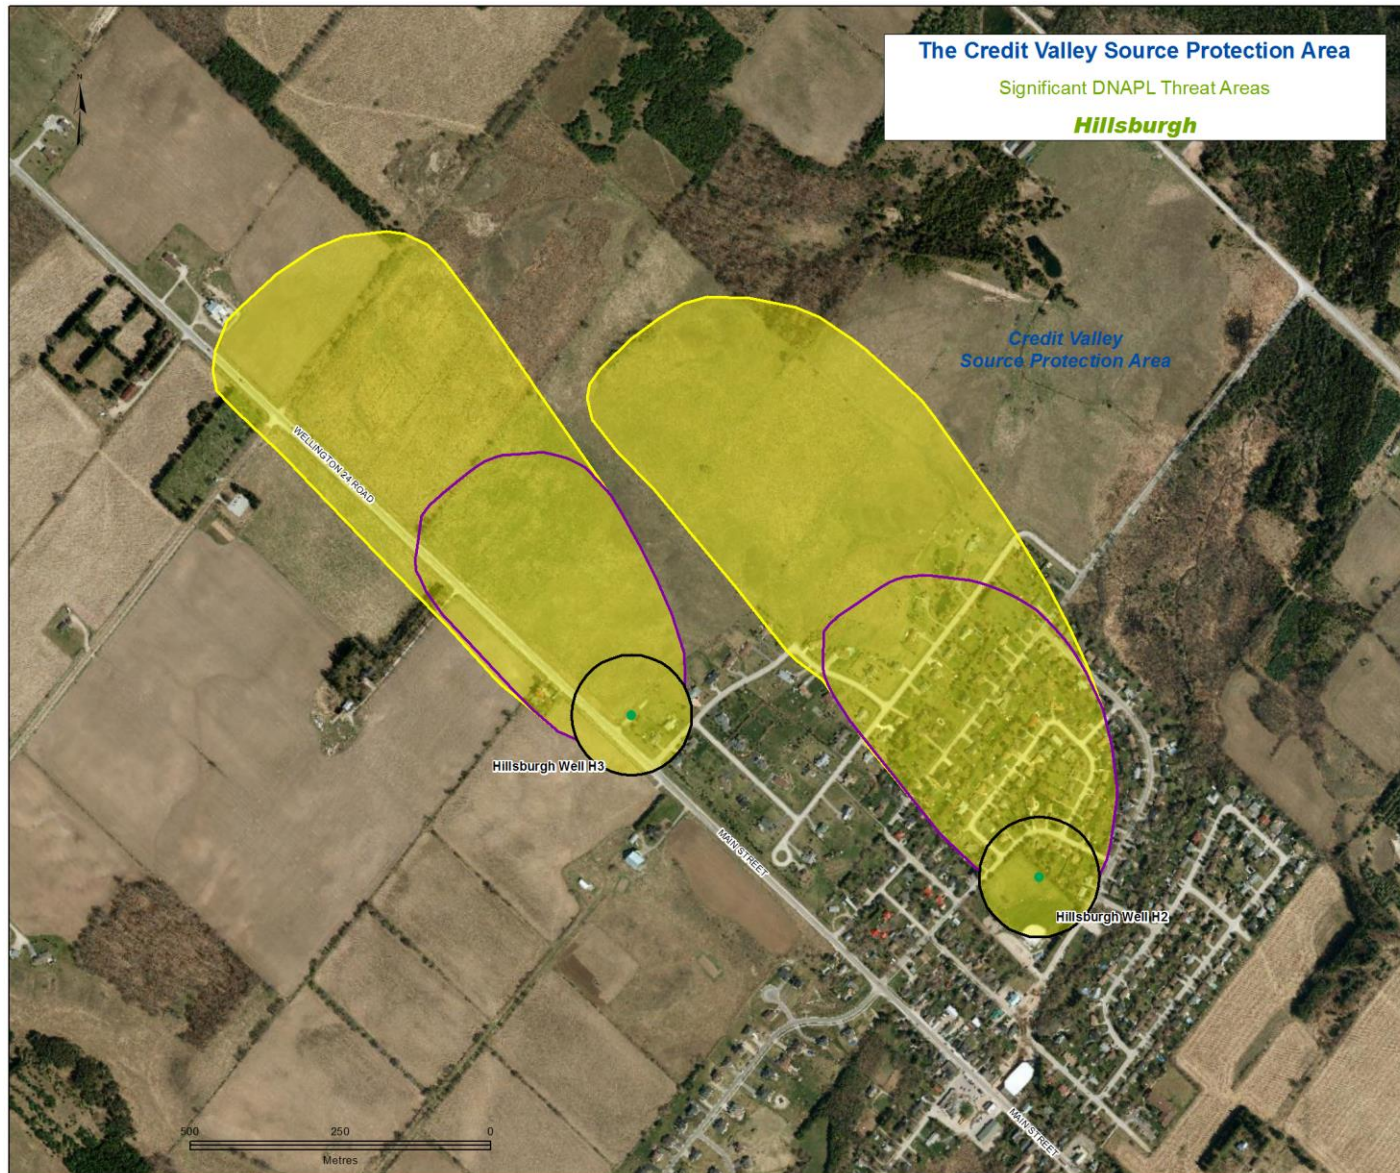 The Credit Valley Source Protection Area
Significant DNAPL Threat Areas
Hillsburgh
N
Credit Valley
Source Protection Area
WELLINGTON 24 ROAD
Hillsburgh Well H3
MAIN STREET
Hillsburgh Well H2
MAIN STREET
500 250 0
Metres